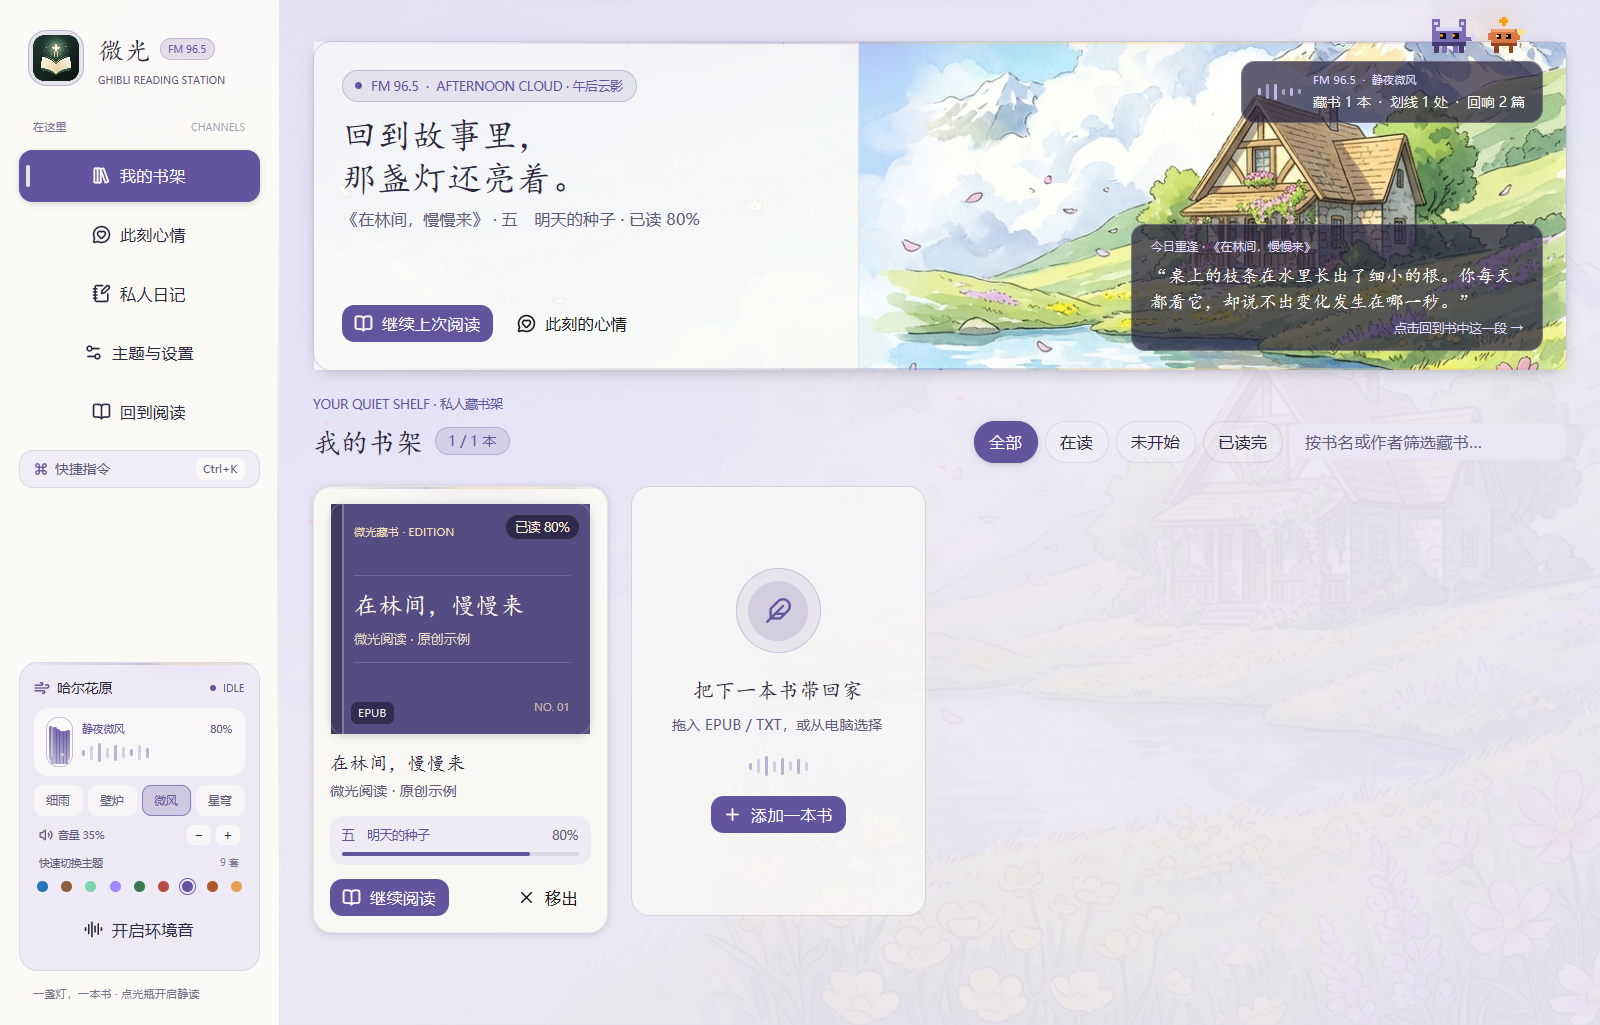 微光
FM 96.5
GHIBLI READING STATION
在这里
CHANNELS
我的书架
此刻心情
私人日记
主题与设置
回到阅读
快捷指令
Ctrl+K
哈尔花原
IDLE
静夜微风
80%
细雨
壁炉
微风
星穹
音量 35%
−
+
快速切换主题
9 套
开启环境音
一盏灯，一本书 · 点光瓶开启静读
FM 96.5 · AFTERNOON CLOUD · 午后云影
回到故事里，
那盏灯还亮着。
《在林间，慢慢来》 · 五　明天的种子 · 已读 80%
继续上次阅读
此刻的心情
FM 96.5 · 静夜微风
藏书 1 本 · 划线 1 处 · 回响 2 篇
今日重逢 · 《在林间，慢慢来》
“桌上的枝条在水里长出了细小的根。你每天
都看它，却说不出变化发生在哪一秒。”
点击回到书中这一段 →
YOUR QUIET SHELF · 私人藏书架
我的书架
1 / 1 本
全部
在读
未开始
已读完
按书名或作者筛选藏书...
微光藏书 · EDITION
已读 80%
在林间，慢慢来
微光阅读 · 原创示例
EPUB
NO. 01
在林间，慢慢来
微光阅读 · 原创示例
五　明天的种子
80%
继续阅读
移出
把下一本书带回家
拖入 EPUB / TXT，或从电脑选择
添加一本书